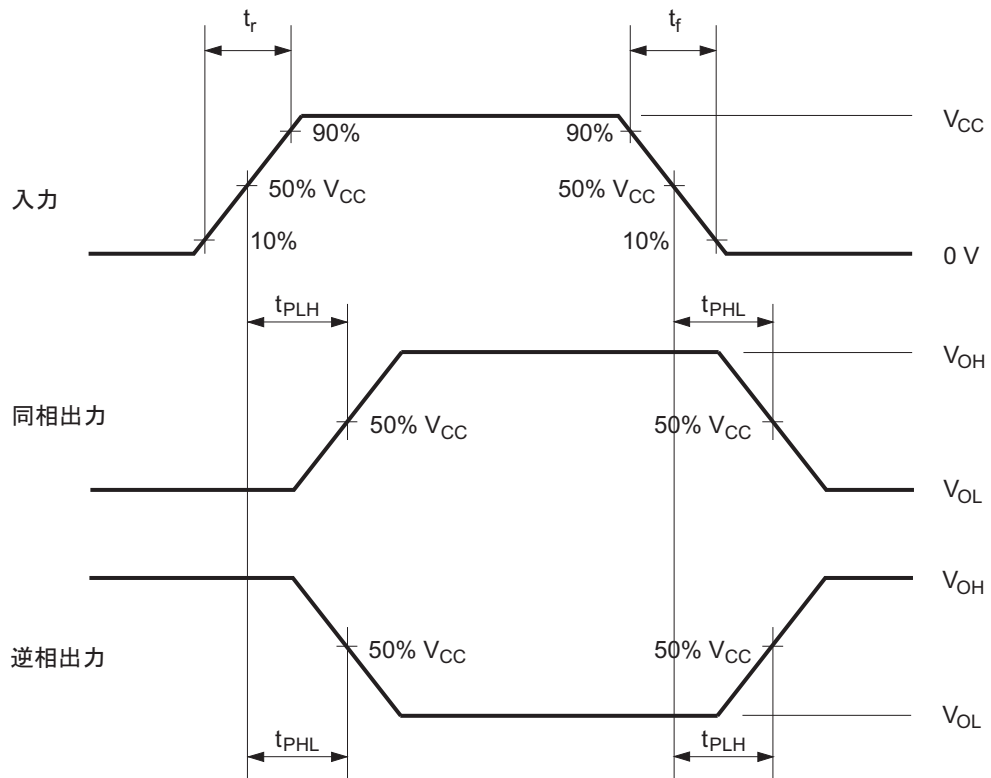 tr
tf
VCC
90%
90%
入力
50% VCC
50% VCC
10%
10%
0 V
tPLH
tPHL
VOH
同相出力
50% VCC
50% VCC
VOL
VOH
逆相出力
50% VCC
50% VCC
VOL
tPHL
tPLH